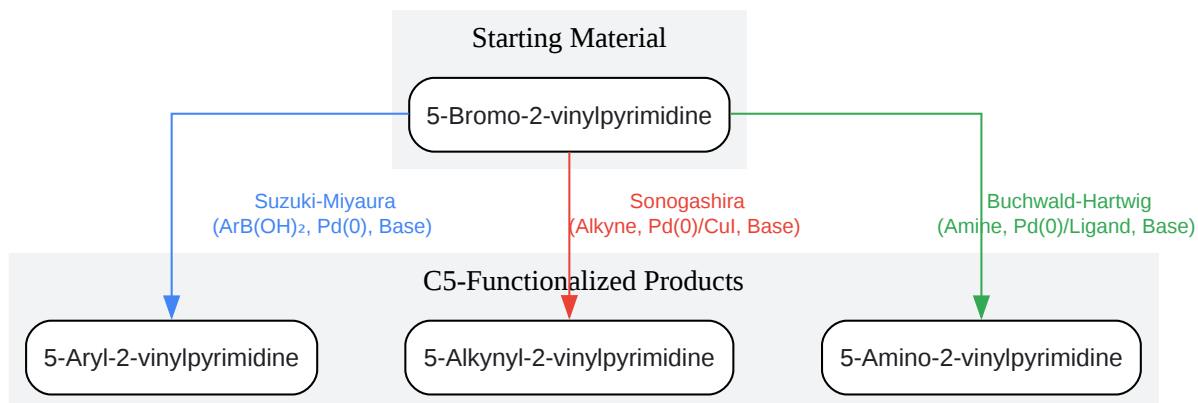 Starting Material
5-Bromo-2-vinylpyrimidine
Suzuki-Miyaura
(ArB(OH)₂, Pd(0), Base)
Sonogashira
(Alkyne, Pd(0)/CuI, Base)
Buchwald-Hartwig
(Amine, Pd(0)/Ligand, Base)
C5-Functionalized Products
5-Aryl-2-vinylpyrimidine
5-Alkynyl-2-vinylpyrimidine
5-Amino-2-vinylpyrimidine